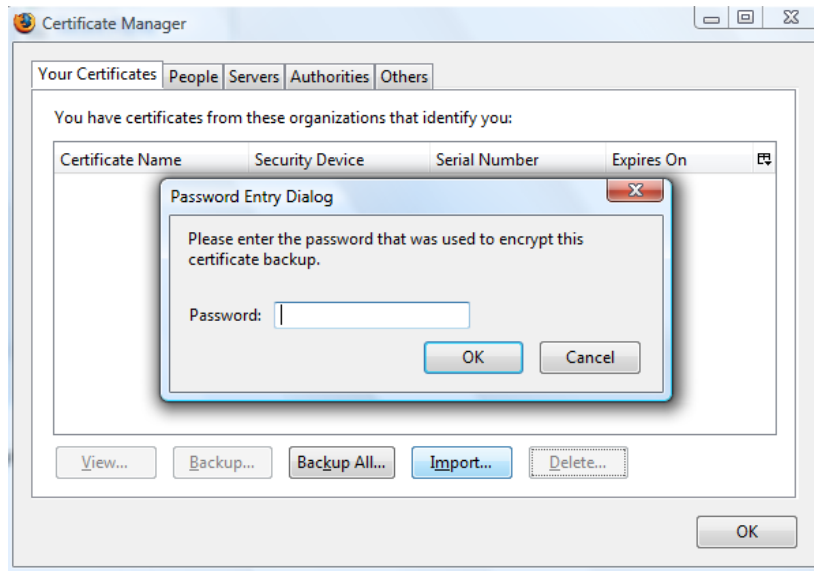 Certificate Manager
Your Certificates People Servers Authorities Others
You have certificates from these organizations that identify you:
Certificate Name Security Device Serial Number Expires On
Password Entry Dialog
Please enter the password that was used to encrypt this
certificate backup.
Password:
OK Cancel
View... Backup... Backup All... Import... Delete...
OK